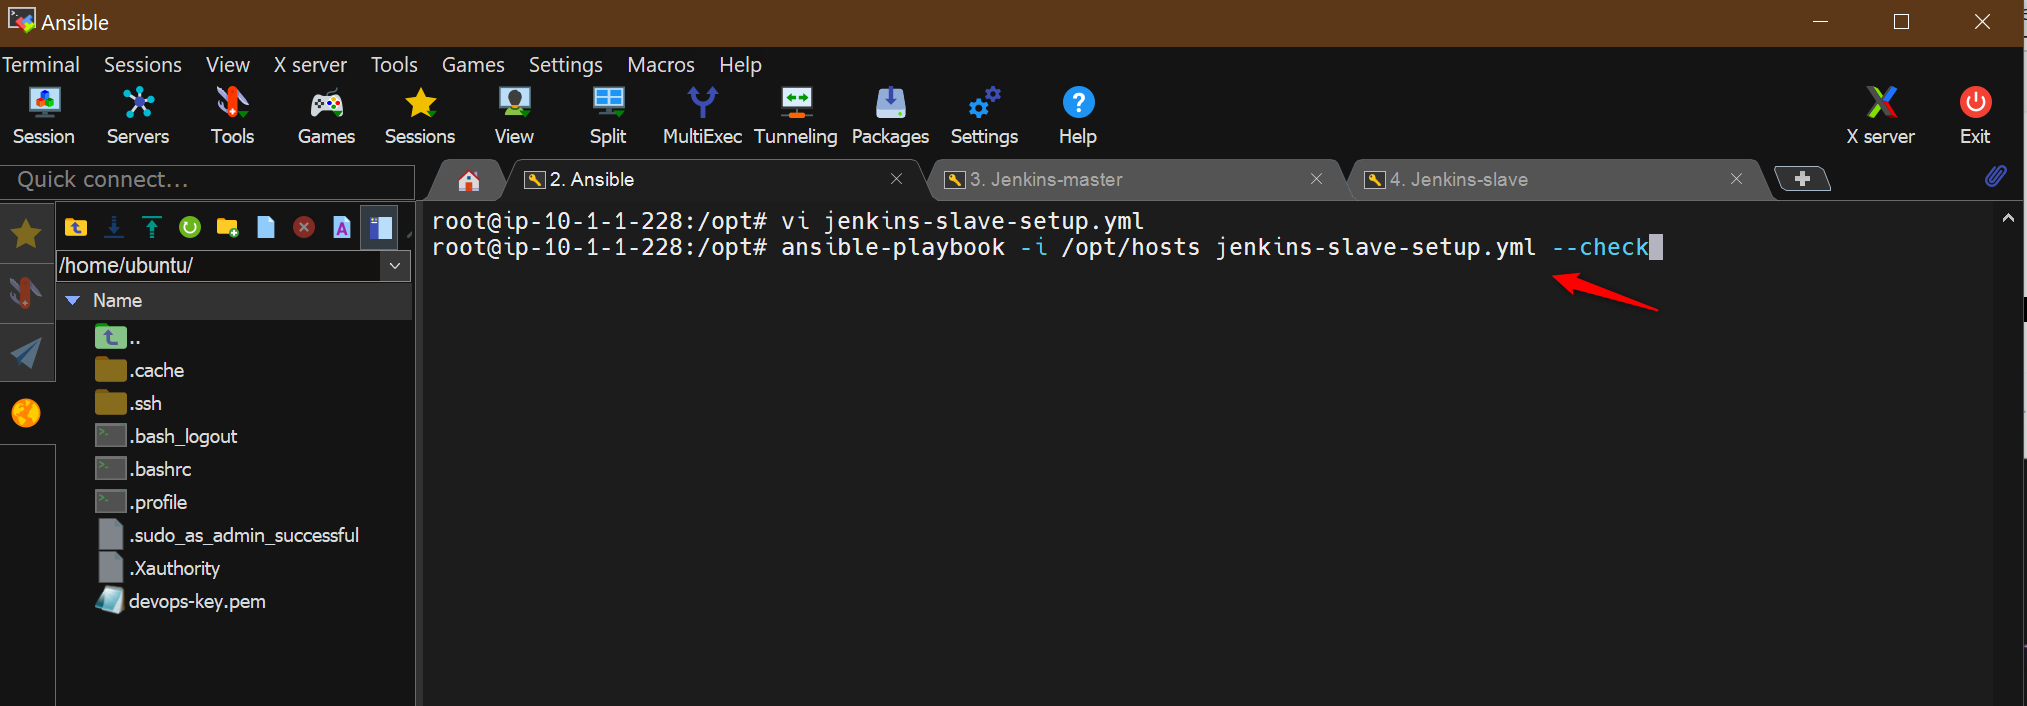 Ansible
Terminal Sessions View X server Tools Games Settings Macros Help
Session Servers Tools Games Sessions View Split MultiExec Tunneling Packages Settings Help X server Exit
Quick connect...
2. Ansible
3. Jenkins-master
4. Jenkins-slave
/home/ubuntu/
Name
..
.cache
.ssh
.bash_logout
.bashrc
.profile
.sudo_as_admin_successful
.Xauthority
devops-key.pem
root@ip-10-1-1-228:/opt# vi jenkins-slave-setup.yml
root@ip-10-1-1-228:/opt# ansible-playbook -i /opt/hosts jenkins-slave-setup.yml --check